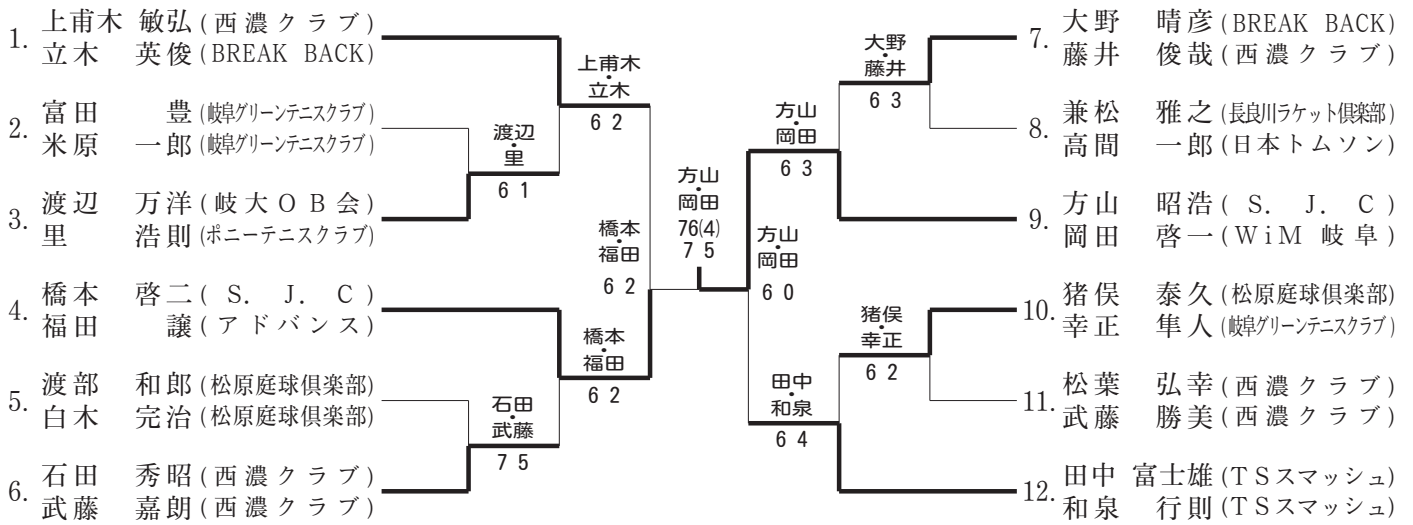 1. 上甫木 敏弘 (西濃クラブ)
立木 英俊 (BREAK BACK)
2. 富田 豊 (岐阜グリーンテニスクラブ)
米原 一郎 (岐阜グリーンテニスクラブ)
3. 渡辺 万洋 (岐大OB会)
里 浩則 (ポニーテニスクラブ)
4. 橋本 啓二 (S. J. C)
福田 譲 (アドバンス)
5. 渡部 和郎 (松原庭球倶楽部)
白木 完治 (松原庭球倶楽部)
6. 石田 秀昭 (西濃クラブ)
武藤 嘉朗 (西濃クラブ)
渡辺・里
6 1
石田・武藤
7 5
上甫木・立木
6 2
橋本・福田
6 2
橋本・福田
6 2
方山・岡田
76(4)
7 5
方山・岡田
6 0
方山・岡田
6 3
田中・和泉
6 4
大野・藤井
6 3
猪俣・幸正
6 2
7. 大野 晴彦 (BREAK BACK)
藤井 俊哉 (西濃クラブ)
8. 兼松 雅之 (長良川ラケット倶楽部)
高間 一郎 (日本トムソン)
9. 方山 昭浩 (S. J. C)
岡田 啓一 (WiM 岐阜)
10. 猪俣 泰久 (松原庭球倶楽部)
幸正 隼人 (岐阜グリーンテニスクラブ)
11. 松葉 弘幸 (西濃クラブ)
武藤 勝美 (西濃クラブ)
12. 田中 富士雄 (TSスマッシュ)
和泉 行則 (TSスマッシュ)